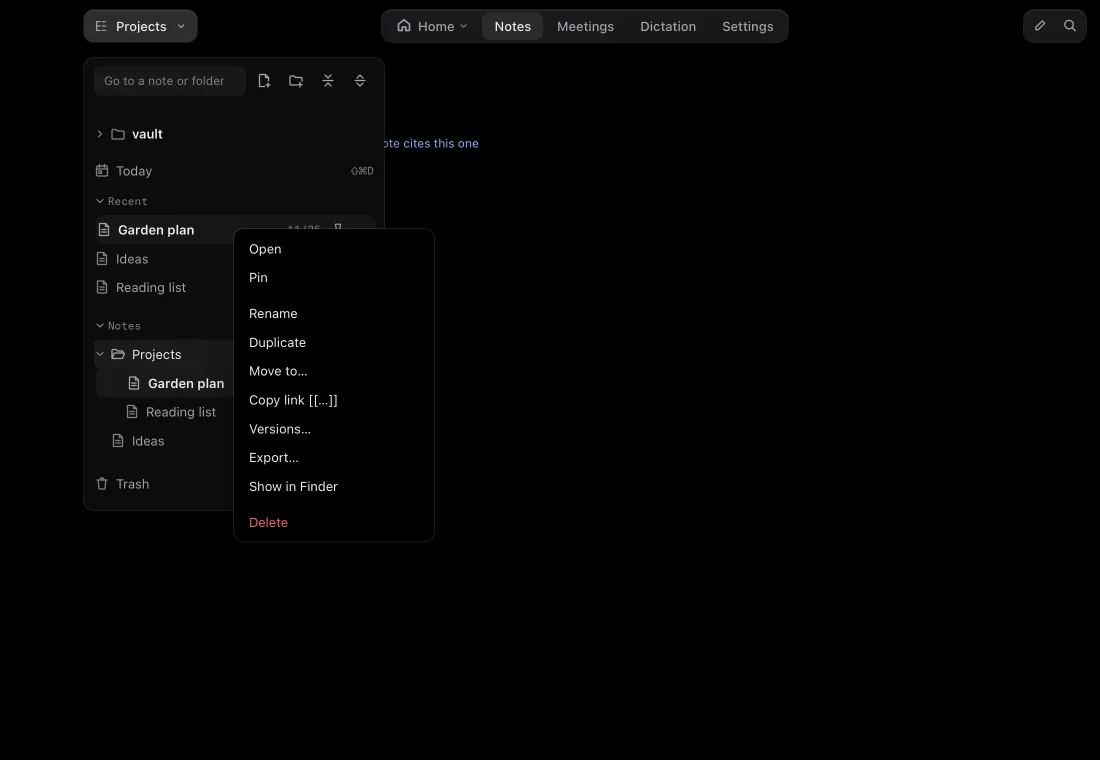 Projects
Home
Notes
Meetings
Dictation
Settings
Go to a note or folder
vault
cites this one
Today
⇧⌘D
Recent
Garden plan
Ideas
Reading list
Notes
Projects
Garden plan
Reading list
Ideas
Trash
Open
Pin
Rename
Duplicate
Move to...
Copy link [[...]]
Versions...
Export...
Show in Finder
Delete